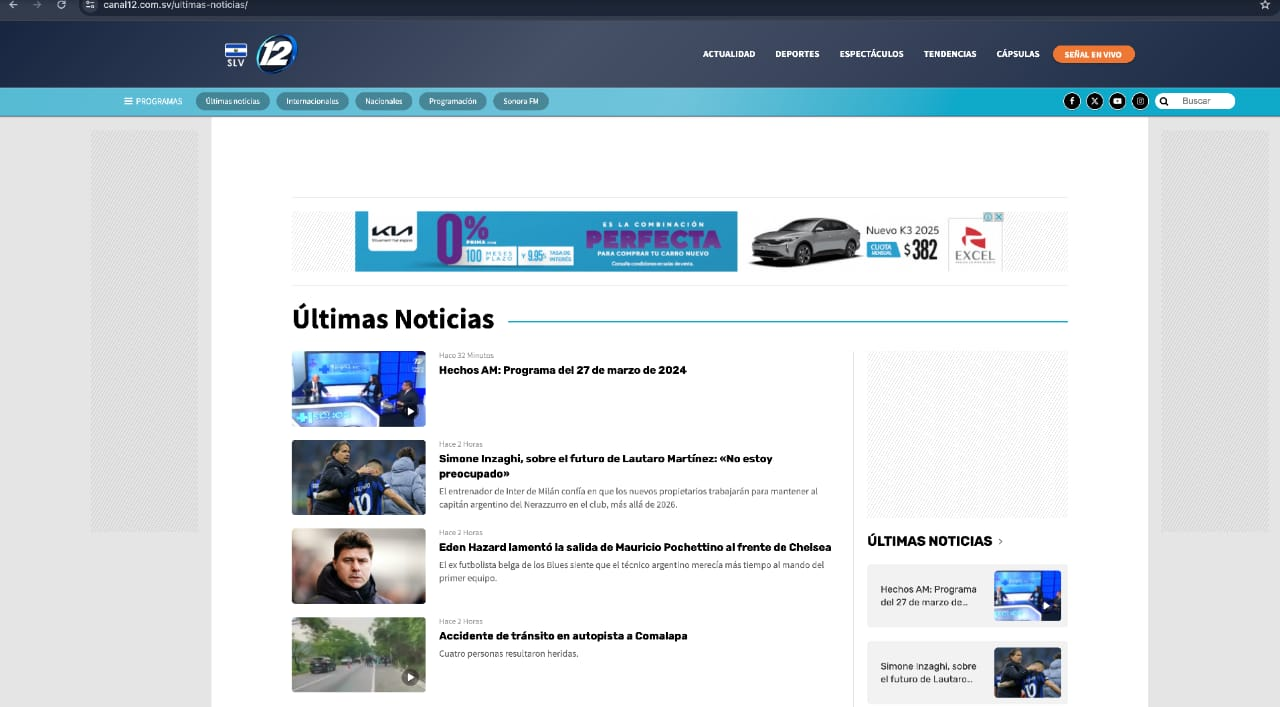 canal12.com.sv/ultimas-noticias/
SLV
12
ACTUALIDAD DEPORTES ESPECTÁCULOS TENDENCIAS CÁPSULAS SEÑAL EN VIVO
PROGRAMAS Últimas noticias Internacionales Nacionales Programación Sonora FM Buscar
KIA
Movement that inspires
0%
PRIMA
100 MESES PLAZO
Y 9.95% TASA DE INTERÉS
ES LA COMBINACIÓN
PERFECTA
PARA COMPRAR TU CARRO NUEVO
Consulta condiciones en salas de venta.
Nuevo K3 2025
CUOTA MENSUAL $382
EXCEL
Últimas Noticias
Hace 32 Minutos
Hechos AM: Programa del 27 de marzo de 2024
Hace 2 Horas
Simone Inzaghi, sobre el futuro de Lautaro Martínez: «No estoy
preocupado»
El entrenador de Inter de Milán confía en que los nuevos propietarios trabajarán para mantener al
capitán argentino del Nerazzurro en el club, más allá de 2026.
Hace 2 Horas
Eden Hazard lamentó la salida de Mauricio Pochettino al frente de Chelsea
El ex futbolista belga de los Blues siente que el técnico argentino merecía más tiempo al mando del
primer equipo.
Hace 2 Horas
Accidente de tránsito en autopista a Comalapa
Cuatro personas resultaron heridas.
ÚLTIMAS NOTICIAS >
Hechos AM: Programa
del 27 de marzo de...
Simone Inzaghi, sobre
el futuro de Lautaro...